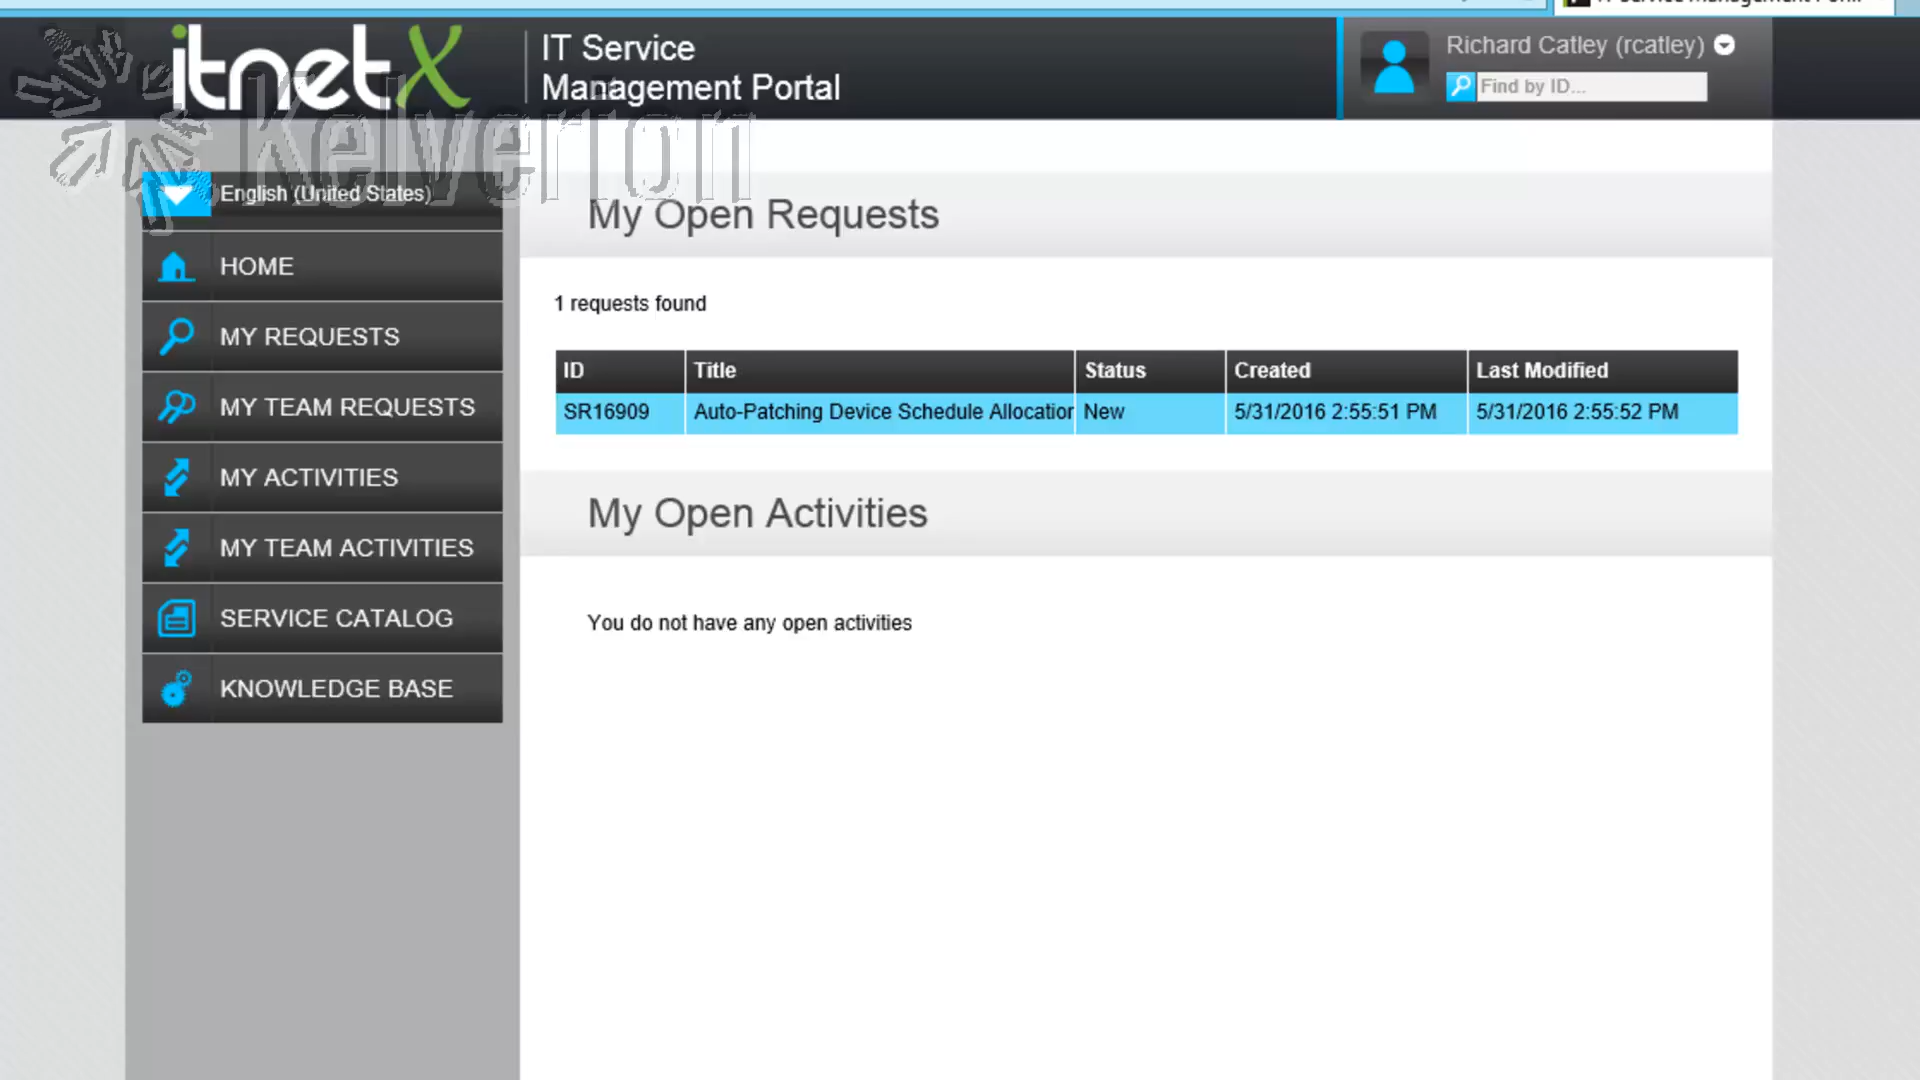 itnetX
IT Service
Management Portal
Richard Catley (rcatley)
Find by ID...
Kelverion
English (United States)
HOME
MY REQUESTS
MY TEAM REQUESTS
MY ACTIVITIES
MY TEAM ACTIVITIES
SERVICE CATALOG
KNOWLEDGE BASE
My Open Requests
1 requests found
ID Title Status Created Last Modified
SR16909 Auto-Patching Device Schedule Allocation New 5/31/2016 2:55:51 PM 5/31/2016 2:55:52 PM
My Open Activities
You do not have any open activities